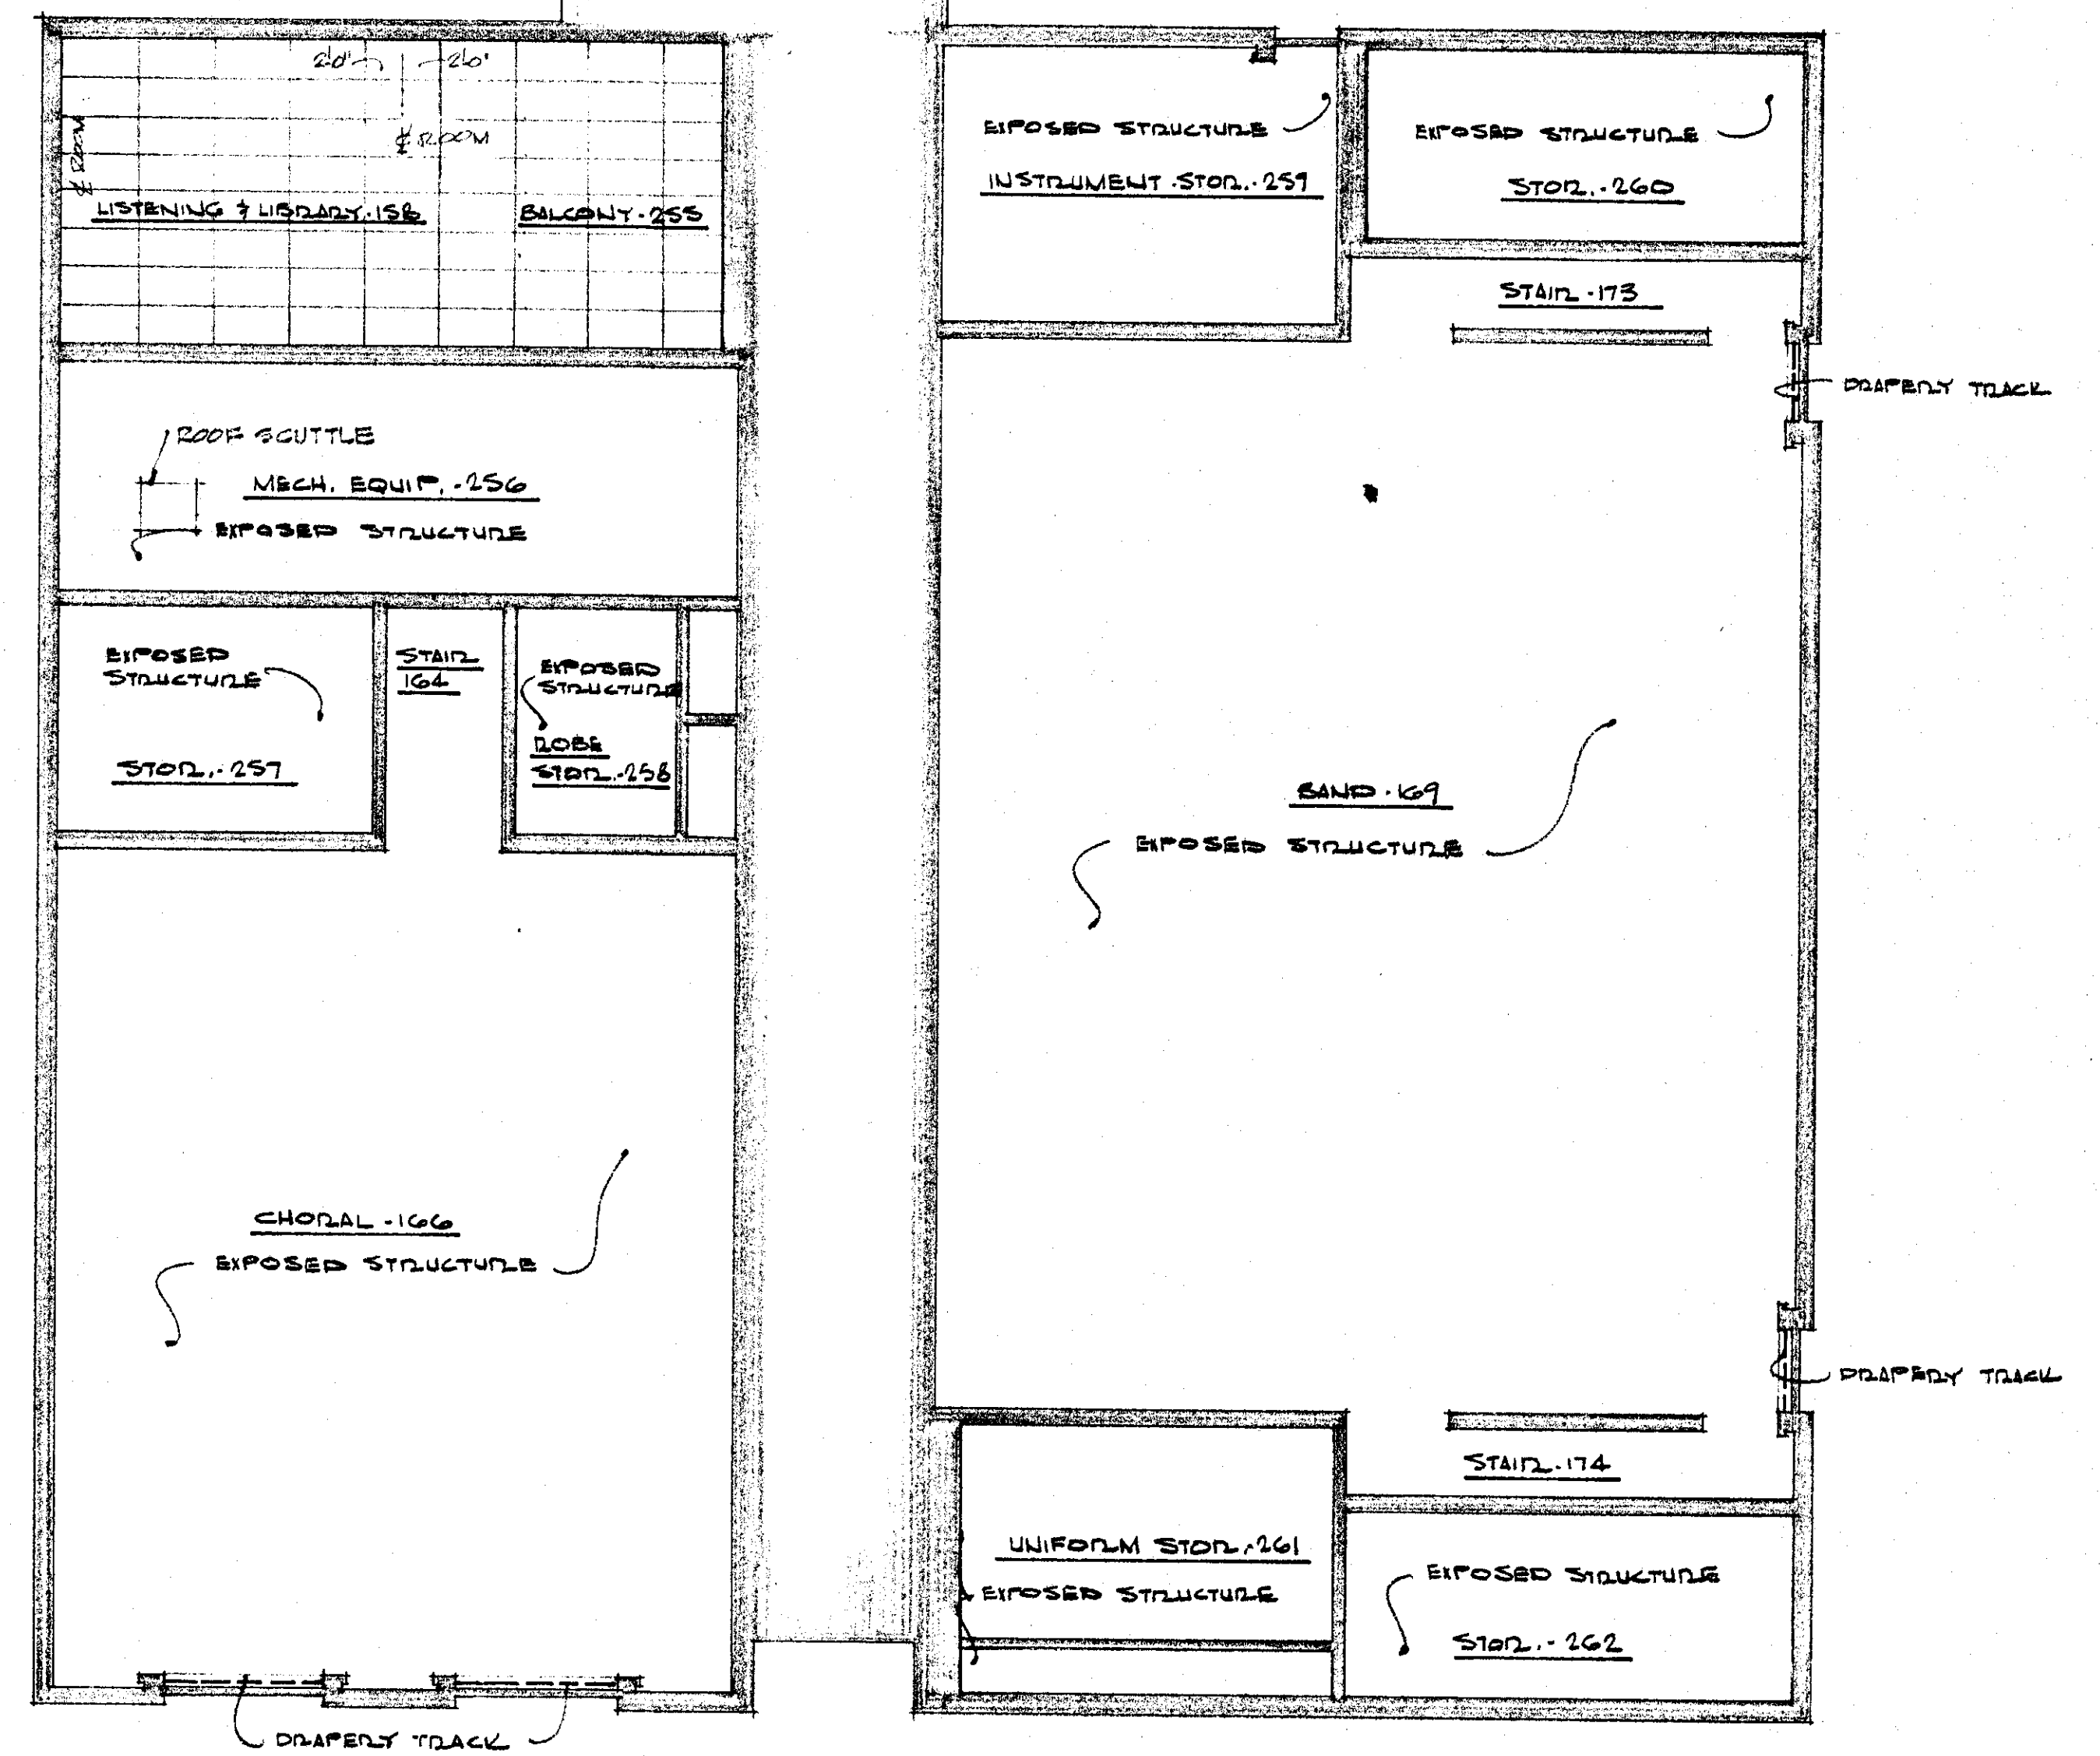 2'0" 2'0"
℄ ROOM
℄ ROOM
LISTENING & LIBRARY-158
BALCONY-255
ROOF SCUTTLE
MECH. EQUIP.-256
EXPOSED STRUCTURE
EXPOSED
STRUCTURE
STOR.-257
STAIR
164
EXPOSED
STRUCTURE
ROBE
STOR.-258
CHORAL-166
EXPOSED STRUCTURE
DRAPERY TRACK
EXPOSED STRUCTURE
INSTRUMENT-STOR.-259
EXPOSED STRUCTURE
STOR.-260
STAIR-173
DRAPERY TRACK
BAND-169
EXPOSED STRUCTURE
DRAPERY TRACK
STAIR-174
UNIFORM STOR.-261
EXPOSED STRUCTURE
EXPOSED STRUCTURE
STOR.-262